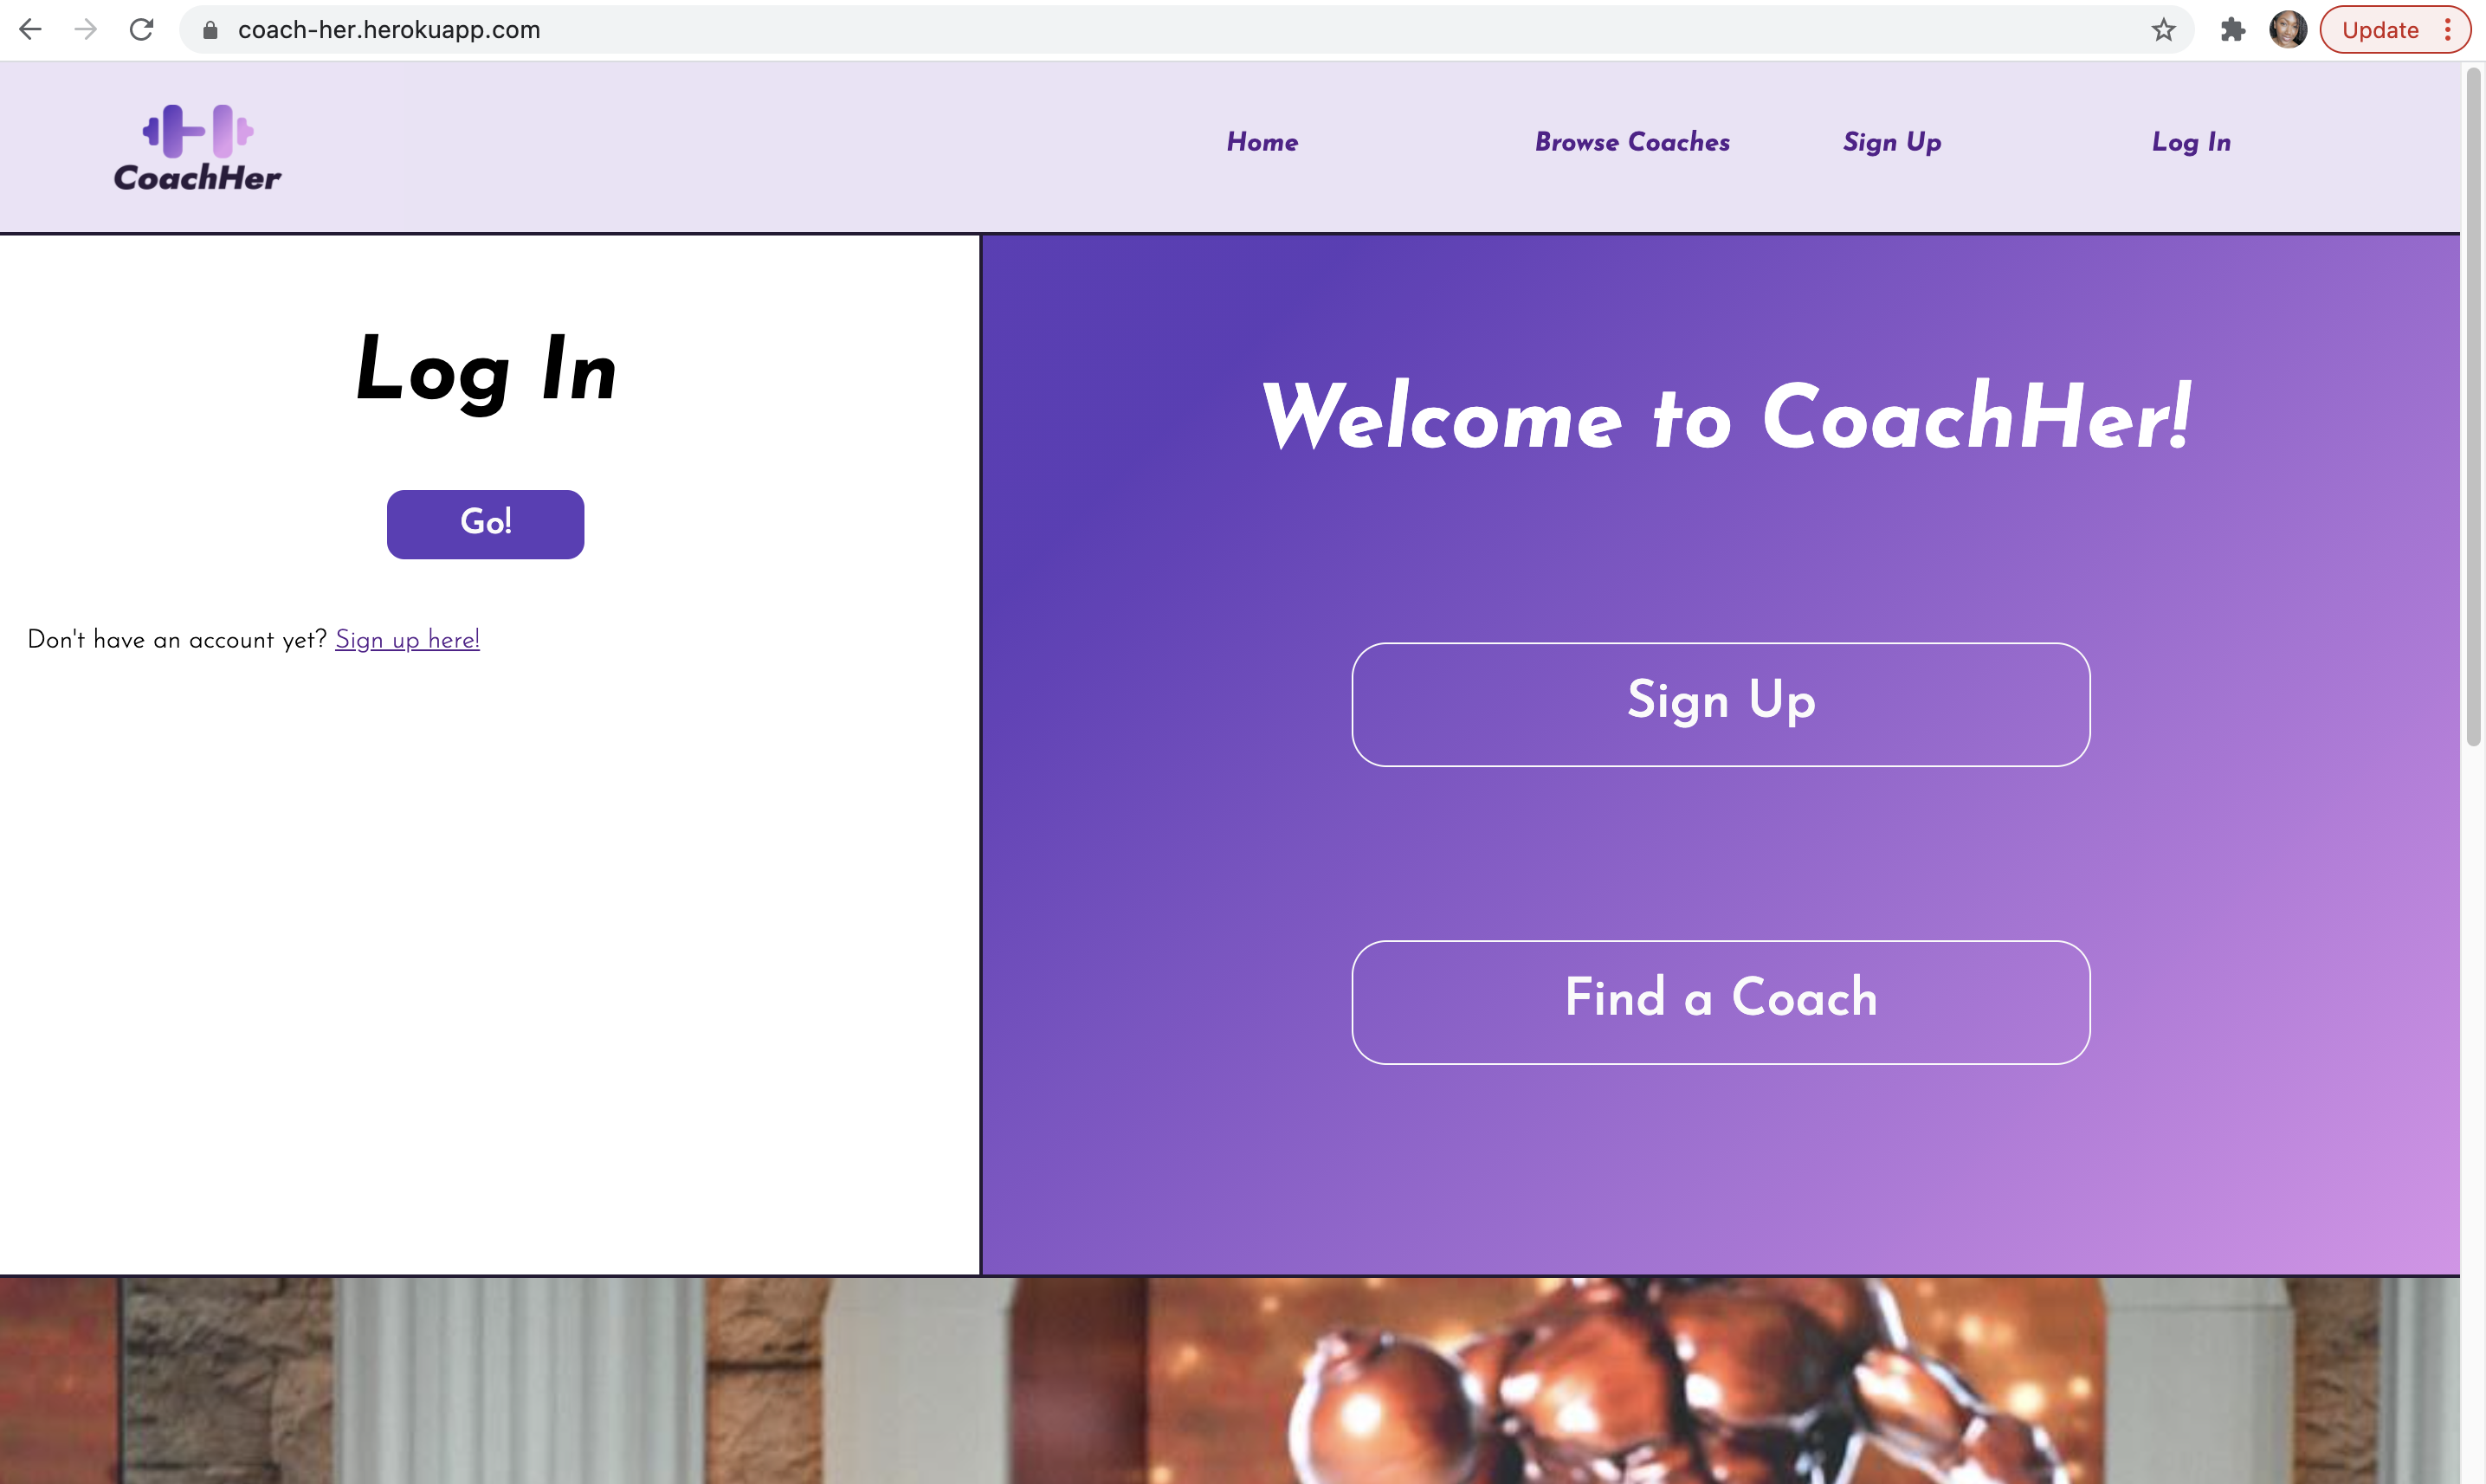 coach-her.herokuapp.com
Update
CoachHer
Home
Browse Coaches
Sign Up
Log In
Log In
Go!
Don't have an account yet? Sign up here!
Welcome to CoachHer!
Sign Up
Find a Coach